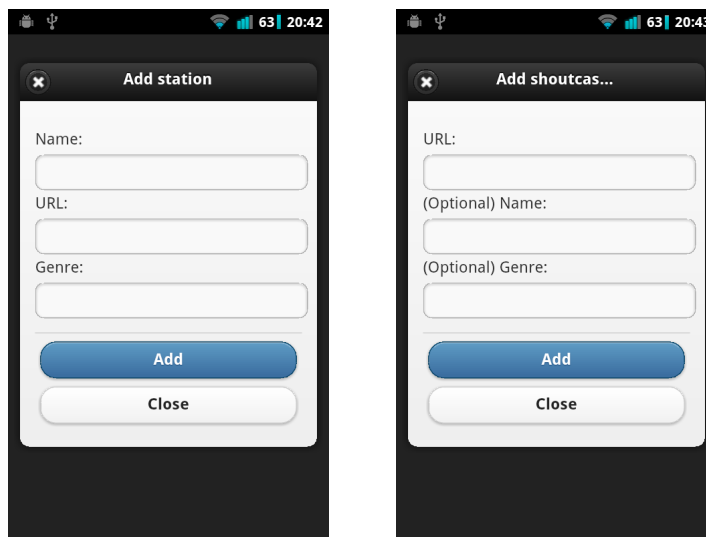 63 20:42
Add station
Name:
URL:
Genre:
Add
Close
63 20:43
Add shoutcas...
URL:
(Optional) Name:
(Optional) Genre:
Add
Close